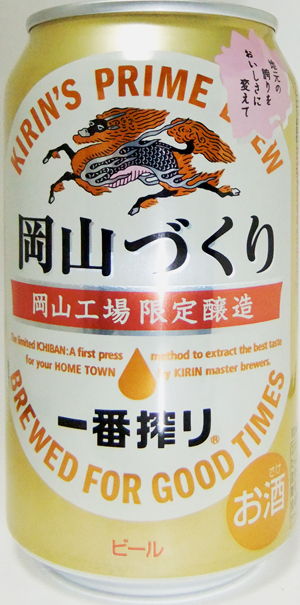 地元の
誇りを
おいしさに
変えて
KIRIN'S PRIME BREW
岡山づくり
岡山工場 限定醸造
The limited ICHIBAN: A first press method to extract the best taste
for your HOME TOWN by KIRIN master brewers.
一番搾り®
BREWED FOR GOOD TIMES
さけ
お酒
ビール